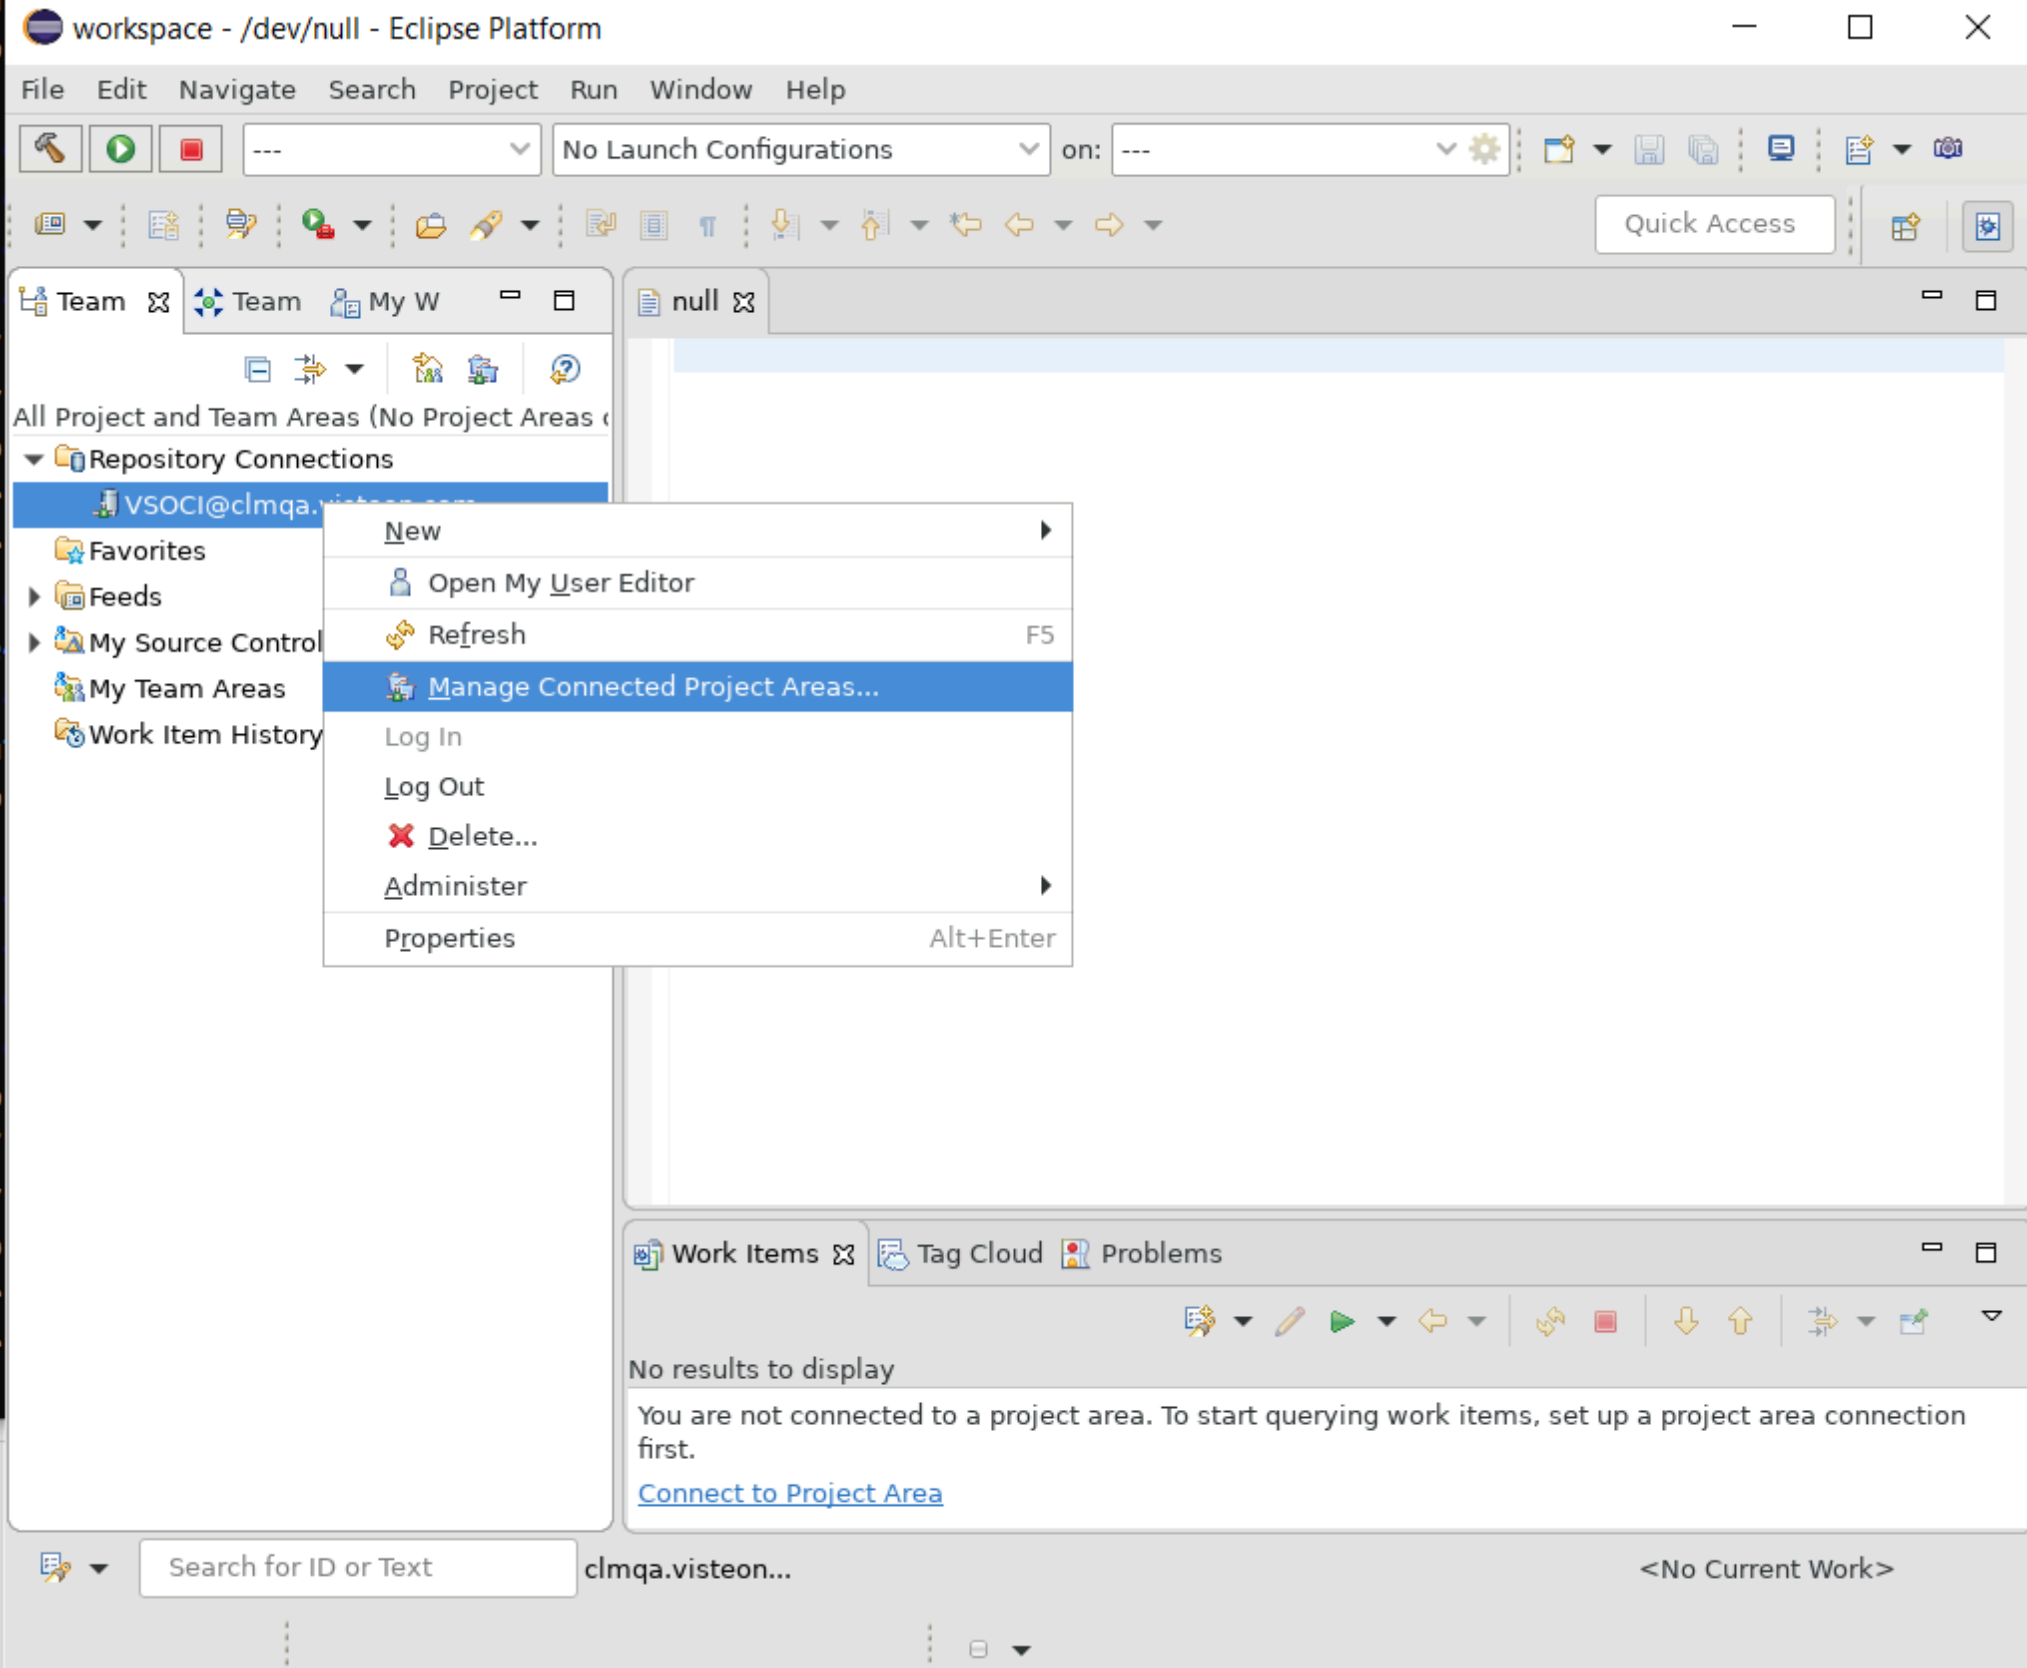 workspace - /dev/null - Eclipse Platform
File Edit Navigate Search Project Run Window Help
--- No Launch Configurations on: ---
Quick Access
Team Team My W
null
All Project and Team Areas (No Project Areas
Repository Connections
VSOCI@clmqa.
Favorites
Feeds
My Source Control
My Team Areas
Work Item History
New
Open My User Editor
Refresh F5
Manage Connected Project Areas...
Log In
Log Out
Delete...
Administer
Properties Alt+Enter
Work Items Tag Cloud Problems
No results to display
You are not connected to a project area. To start querying work items, set up a project area connection
first.
Connect to Project Area
Search for ID or Text clmqa.visteon... <No Current Work>